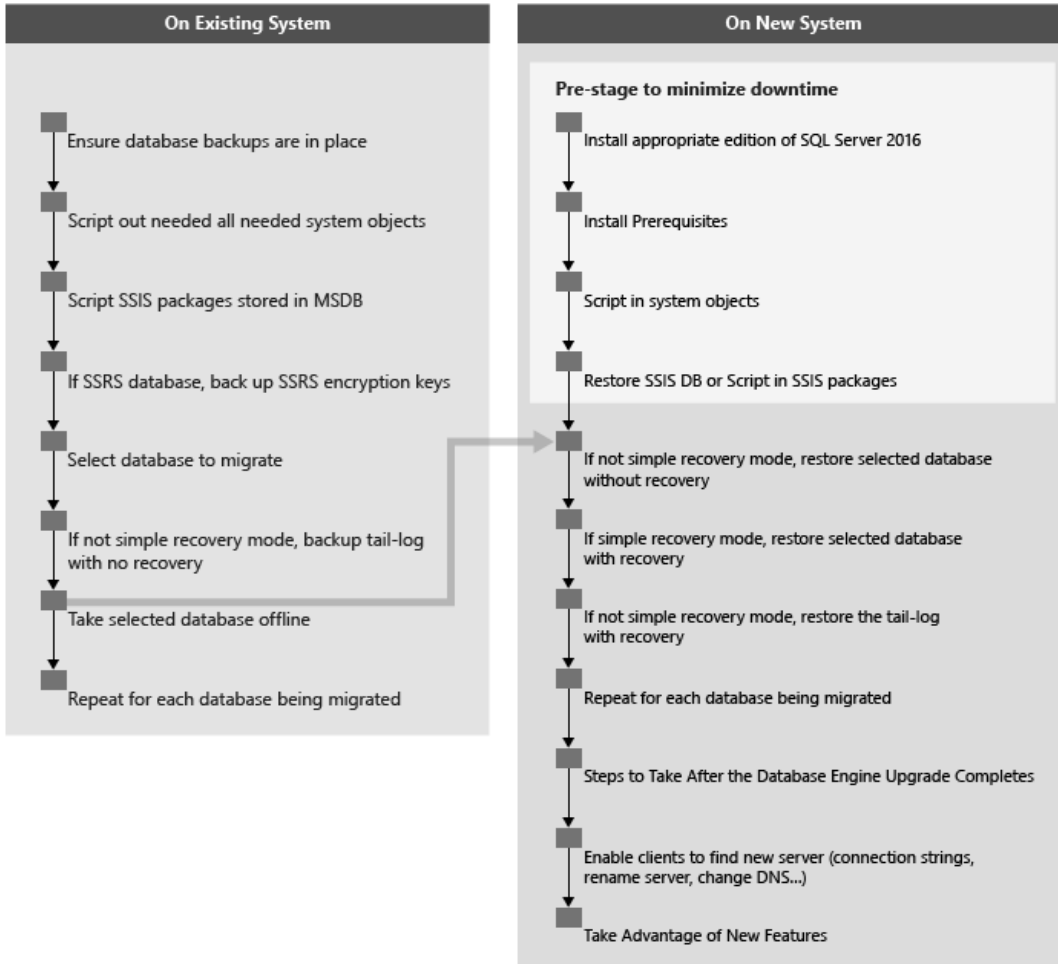 On Existing System
Ensure database backups are in place
Script out needed all needed system objects
Script SSIS packages stored in MSDB
If SSRS database, back up SSRS encryption keys
Select database to migrate
If not simple recovery mode, backup tail-log
with no recovery
Take selected database offline
Repeat for each database being migrated
On New System
Pre-stage to minimize downtime
Install appropriate edition of SQL Server 2016
Install Prerequisites
Script in system objects
Restore SSIS DB or Script in SSIS packages
If not simple recovery mode, restore selected database
without recovery
If simple recovery mode, restore selected database
with recovery
If not simple recovery mode, restore the tail-log
with recovery
Repeat for each database being migrated
Steps to Take After the Database Engine Upgrade Completes
Enable clients to find new server (connection strings,
rename server, change DNS...)
Take Advantage of New Features